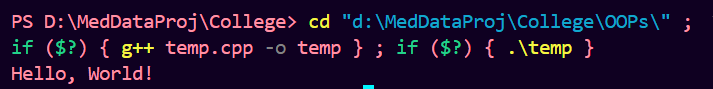 PS D:\MedDataProj\College> cd "d:\MedDataProj\College\OOPs\" ;
if ($?) { g++ temp.cpp -o temp } ; if ($?) { .\temp }
Hello, World!